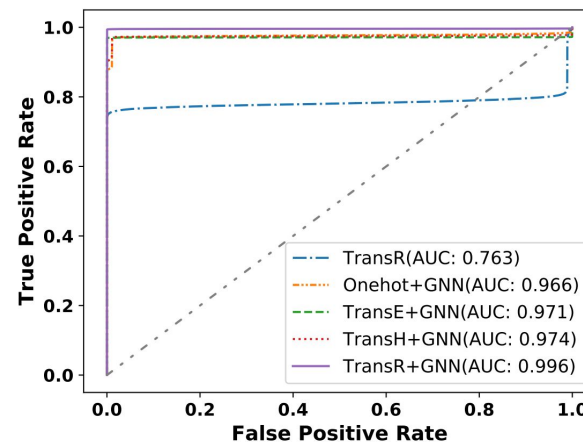 1.0
0.8
0.6
0.4
0.2
0.0
True Positive Rate
TransR(AUC: 0.763)
Onehot+GNN(AUC: 0.966)
TransE+GNN(AUC: 0.971)
TransH+GNN(AUC: 0.974)
TransR+GNN(AUC: 0.996)
0.0 0.2 0.4 0.6 0.8 1.0
False Positive Rate